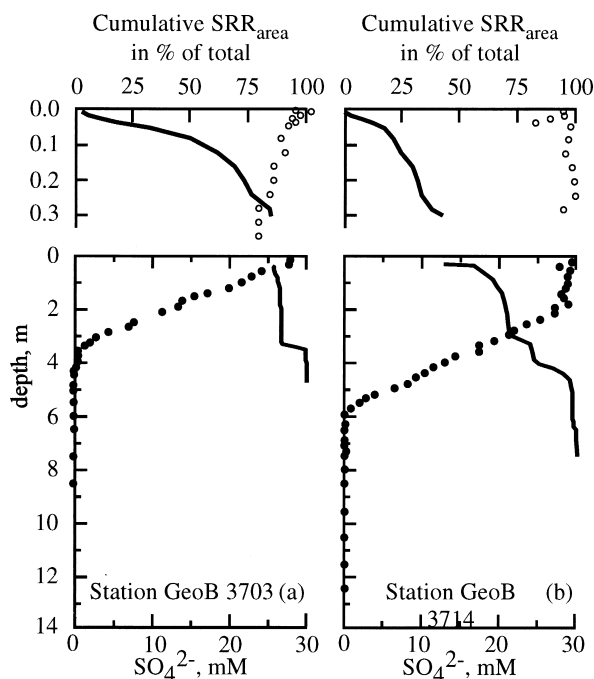 Cumulative SRRarea
in % of total
Cumulative SRRarea
in % of total
0 25 50 75 100
0 25 50 75 100
0.0
0.1
0.2
0.3
0
2
4
6
8
10
12
14
depth, m
Station GeoB 3703 (a)
Station GeoB (b)
3714
0 10 20 30
0 10 20 30
SO4 2-, mM
SO4 2-, mM